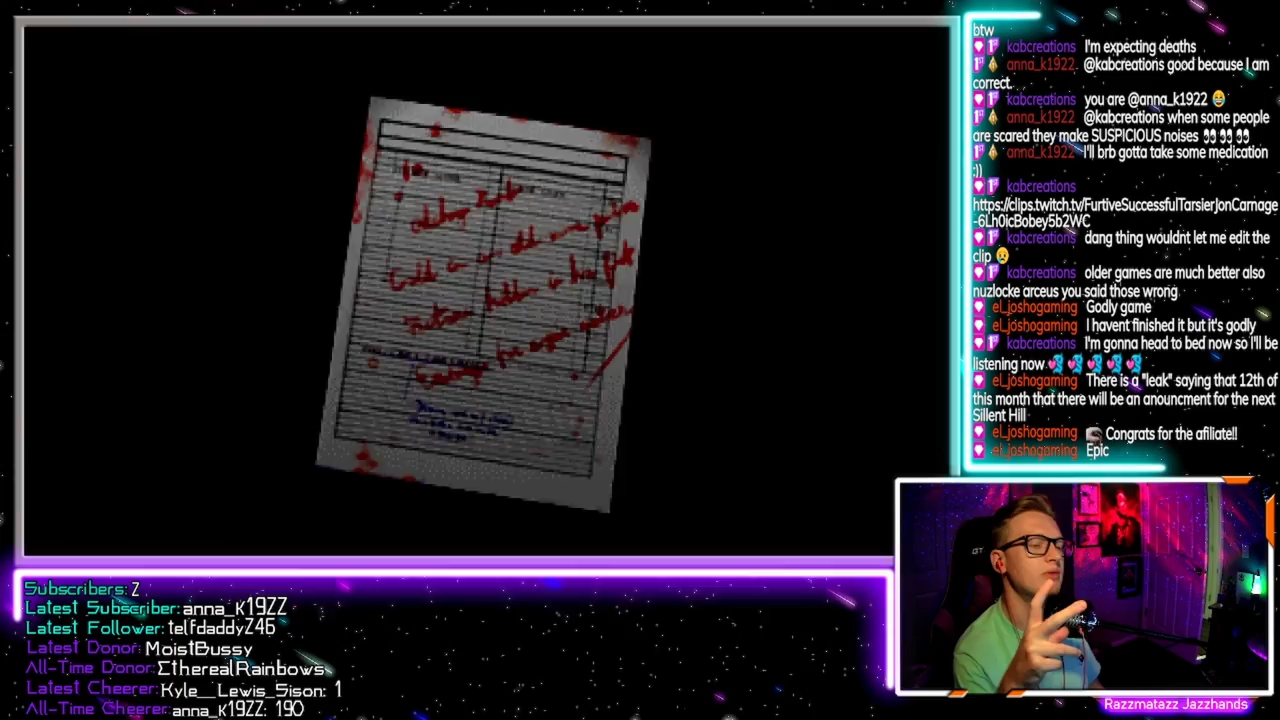 btw
kabcreations I'm expecting deaths
anna_k1922 @kabcreations good because I am
correct.
kabcreations you are @anna_k1922 😂
anna_k1922 @kabcreations when some people
are scared they make SUSPICIOUS noises 👀👀👀
anna_k1922 I'll brb gotta take some medication
:))
kabcreations
https://clips.twitch.tv/FurtiveSuccessfulTarsierJonCarnage
-6Lh0icBobey5b2WC
kabcreations dang thing wouldnt let me edit the
clip 😢
kabcreations older games are much better also
nuzlocke arceus you said those wrong
el_joshogaming Godly game
el_joshogaming I havent finished it but it's godly
kabcreations I'm gonna head to bed now so I'll be
listening now
el_joshogaming There is a "leak" saying that 12th of
this month that there will be an anouncment for the next
Sillent Hill
el_joshogaming Congrats for the afiliate!!
el_joshogaming Epic
GT
Subscribers: 2
Latest Subscriber: anna_k1922
Latest Follower: telfdaddy246
Latest Donor: MoistBussy
All-Time Donor: EtherealRainbows
Latest Cheerer: Kyle_Lewis_Sison: 1
All-Time Cheerer: anna_k1922: 190
Razzmatazz Jazzhands